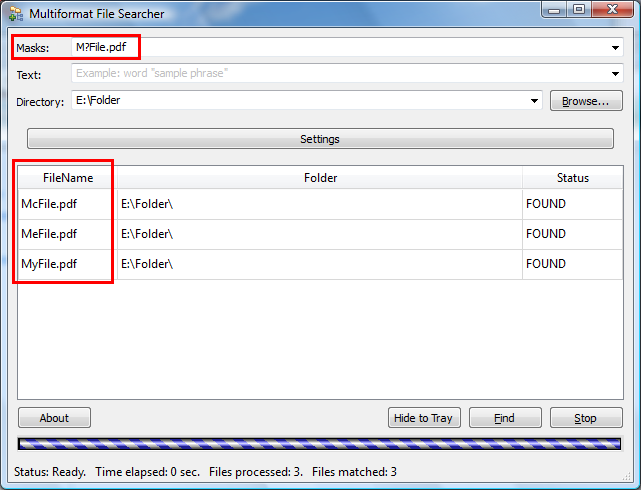 Multiformat File Searcher
Masks: M?File.pdf
Text: Example: word "sample phrase"
Directory: E:\Folder Browse...
Settings
FileName Folder Status
McFile.pdf E:\Folder\ FOUND
MeFile.pdf E:\Folder\ FOUND
MyFile.pdf E:\Folder\ FOUND
About Hide to Tray Find Stop
Status: Ready. Time elapsed: 0 sec. Files processed: 3. Files matched: 3